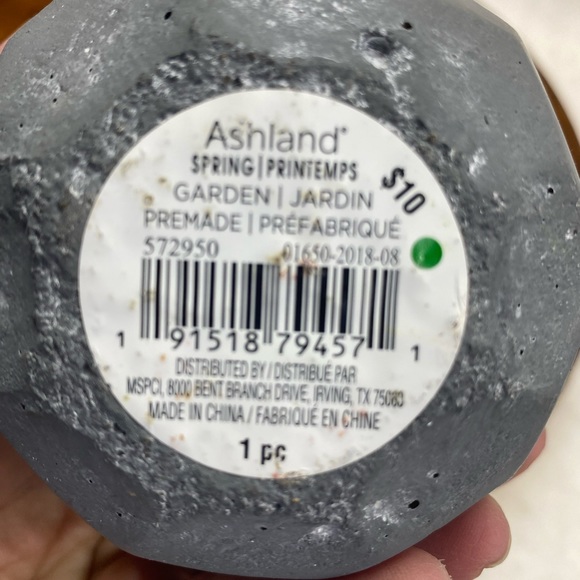 Ashland®
SPRING | PRINTEMPS
$10
GARDEN | JARDIN
PREMADE | PRÉFABRIQUÉ
572950 01650-2018-08
1 91518 79457 1
DISTRIBUTED BY / DISTRIBUÉ PAR
MSPCI, 8000 BENT BRANCH DRIVE, IRVING, TX 75063
MADE IN CHINA / FABRIQUÉ EN CHINE
1 pc